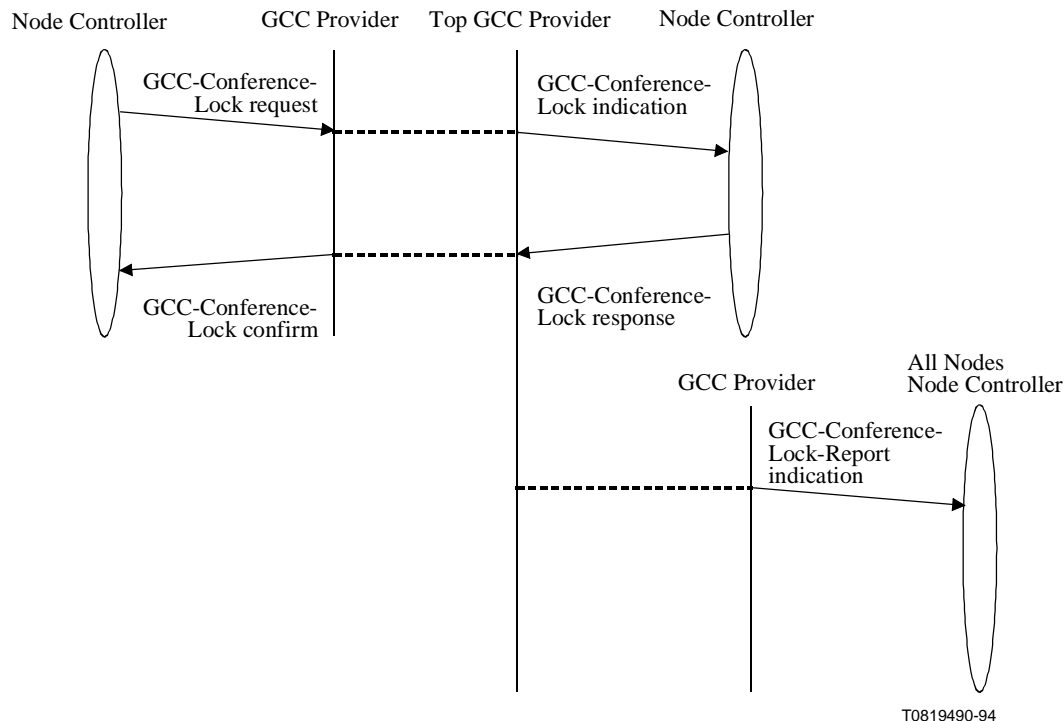 Node Controller
GCC Provider
Top GCC Provider
Node Controller
GCC-Conference-
Lock request
GCC-Conference-
Lock indication
GCC-Conference-
Lock confirm
GCC-Conference-
Lock response
GCC Provider
All Nodes
Node Controller
GCC-Conference-
Lock-Report
indication
T0819490-94